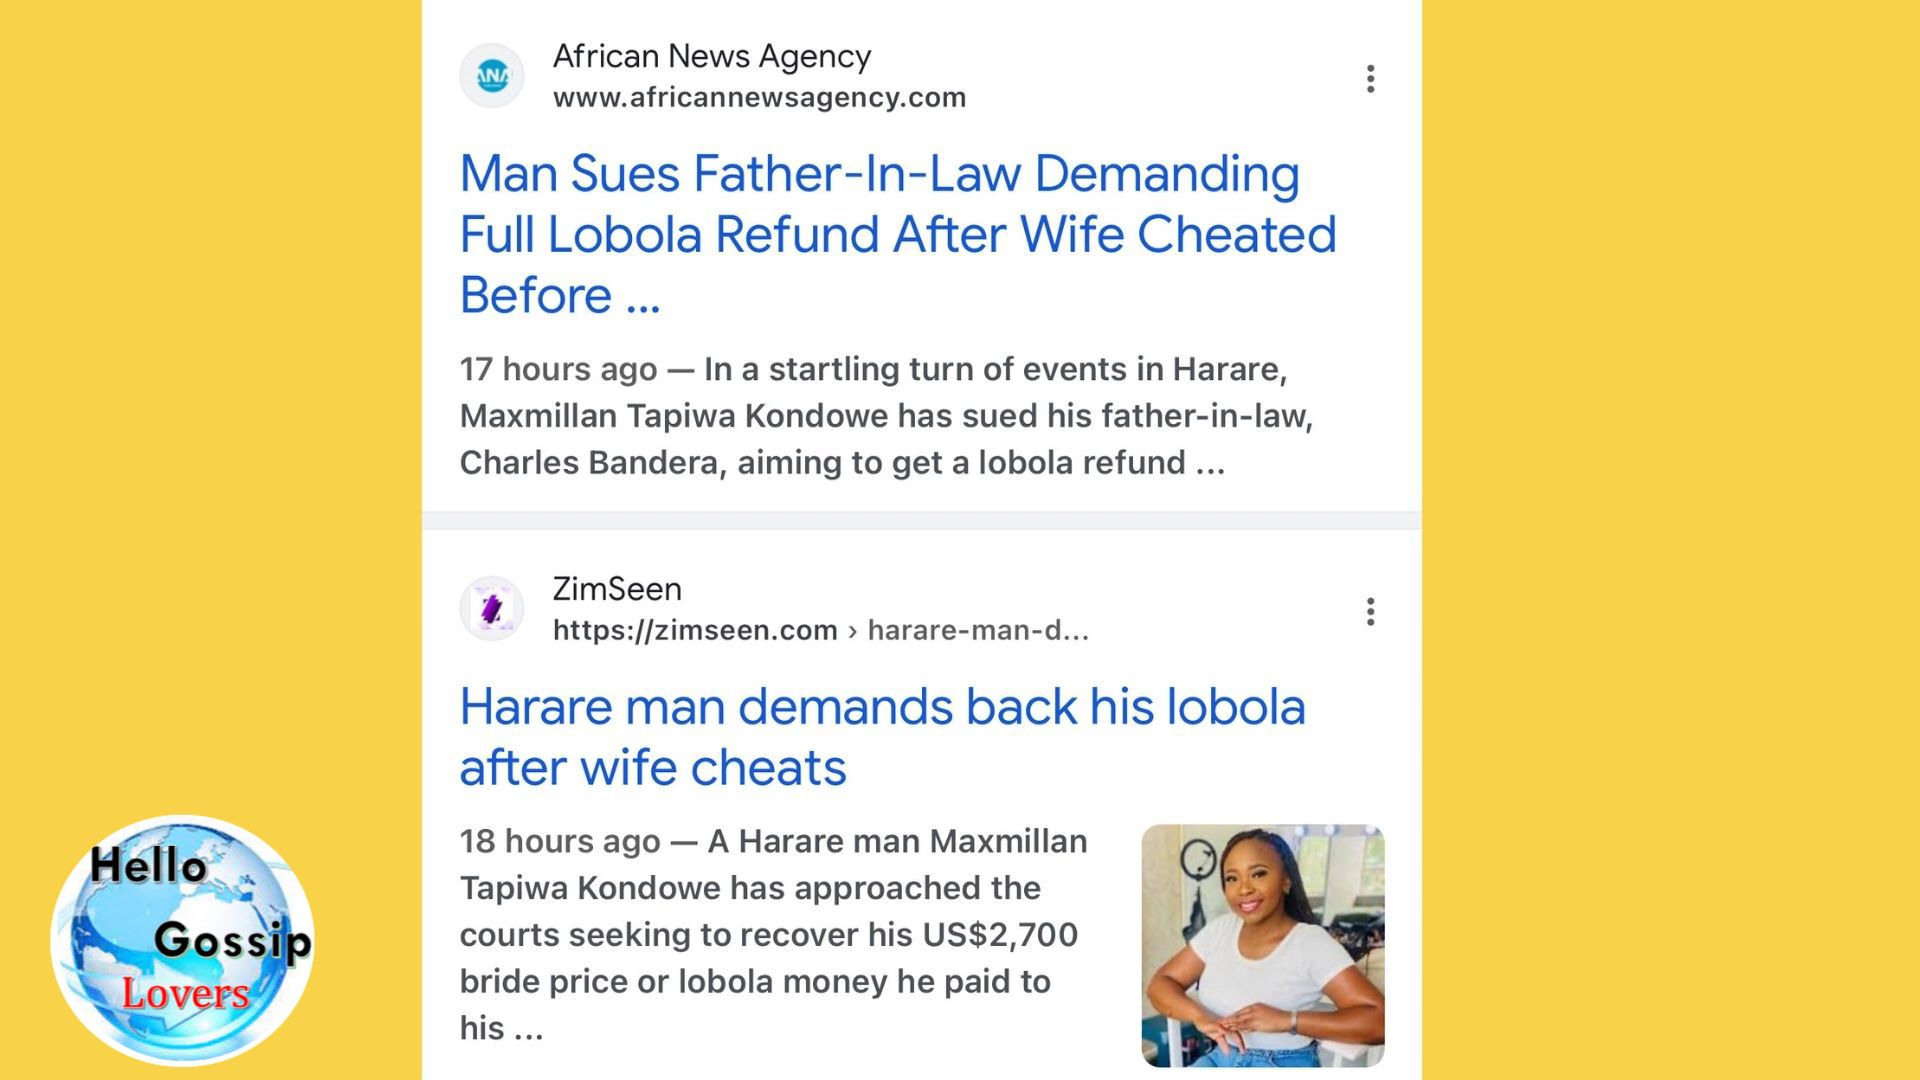 African News Agency
www.africannewsagency.com
Man Sues Father-In-Law Demanding
Full Lobola Refund After Wife Cheated
Before ...
17 hours ago — In a startling turn of events in Harare,
Maxmillan Tapiwa Kondowe has sued his father-in-law,
Charles Bandera, aiming to get a lobola refund ...
ZimSeen
https://zimseen.com › harare-man-d...
Harare man demands back his lobola
after wife cheats
18 hours ago — A Harare man Maxmillan
Tapiwa Kondowe has approached the
courts seeking to recover his US$2,700
bride price or lobola money he paid to
his ...
Hello
Gossip
Lovers